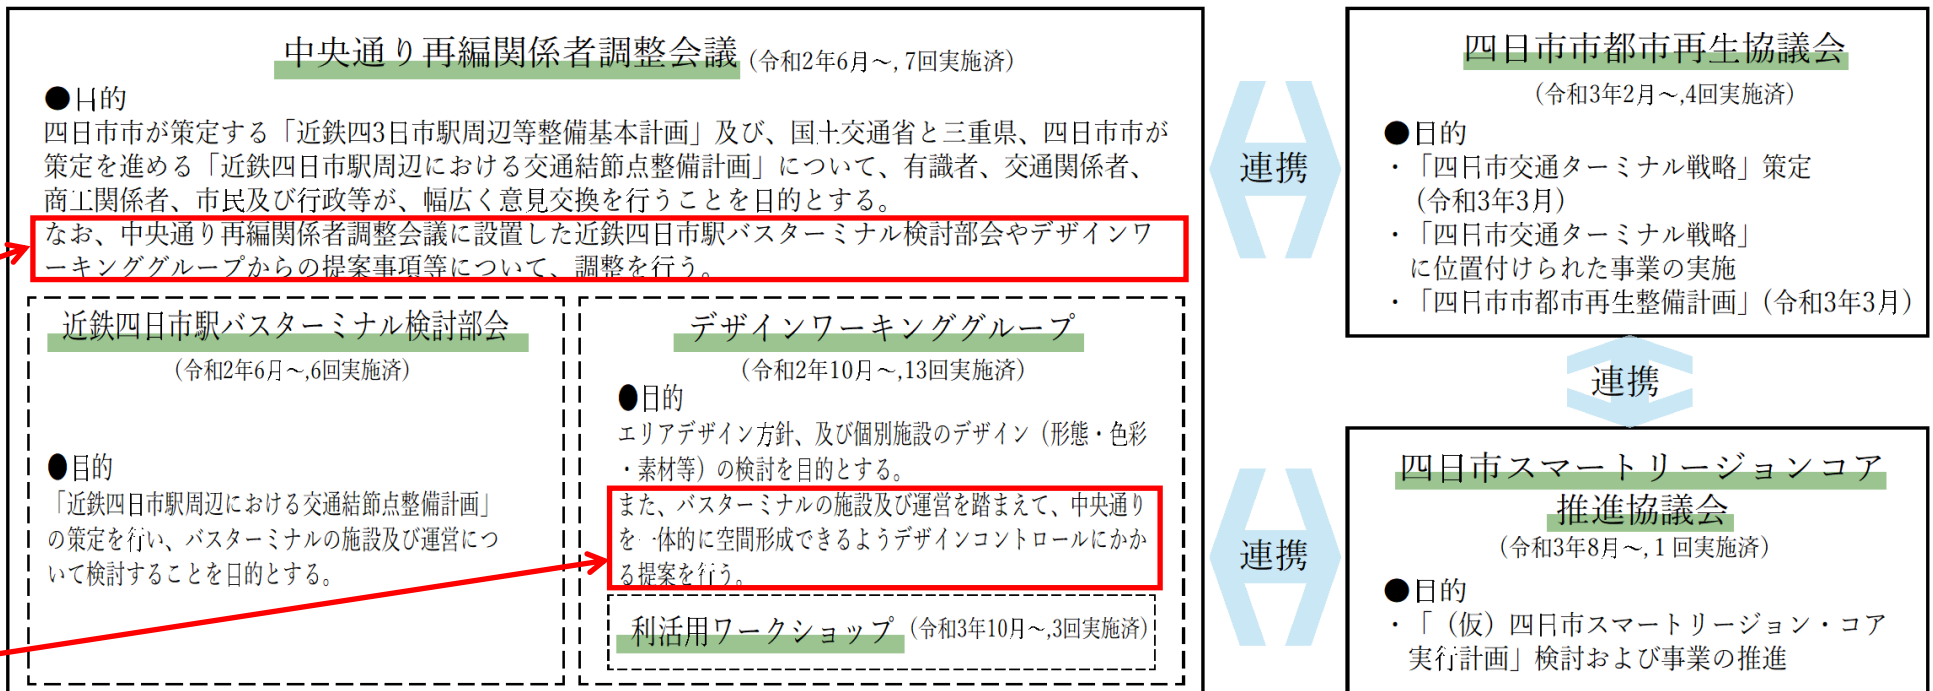 中央通り再編関係者調整会議 (令和2年6月～, 7回実施済)
●目的
四日市市が策定する「近鉄四3日市駅周辺等整備基本計画」及び、国土交通省と三重県、四日市市が
策定を進める「近鉄四日市駅周辺における交通結節点整備計画」について、有識者、交通関係者、
商工関係者、市民及び行政等が、幅広く意見交換を行うことを目的とする。
なお、中央通り再編関係者調整会議に設置した近鉄四日市駅バスターミナル検討部会やデザインワ
ーキンググループからの提案事項等について、調整を行う。
近鉄四日市駅バスターミナル検討部会
(令和2年6月～,6回実施済)
●目的
「近鉄四日市駅周辺における交通結節点整備計画」
の策定を行い、バスターミナルの施設及び運営につ
いて検討することを目的とする。
デザインワーキンググループ
(令和2年10月～,13回実施済)
●目的
エリアデザイン方針、及び個別施設のデザイン（形態・色彩
・素材等）の検討を目的とする。
また、バスターミナルの施設及び運営を踏まえて、中央通り
を一体的に空間形成できるようデザインコントロールにかか
る提案を行う。
利活用ワークショップ (令和3年10月～,3回実施済)
連携
連携
四日市市都市再生協議会
(令和3年2月～,4回実施済)
●目的
・「四日市交通ターミナル戦略」策定
(令和3年3月)
・「四日市交通ターミナル戦略」
に位置付けられた事業の実施
・「四日市市都市再生整備計画」(令和3年3月)
連携
四日市スマートリージョンコア
推進協議会
(令和3年8月～, 1 回実施済)
●目的
・「（仮）四日市スマートリージョン・コア
実行計画」検討および事業の推進